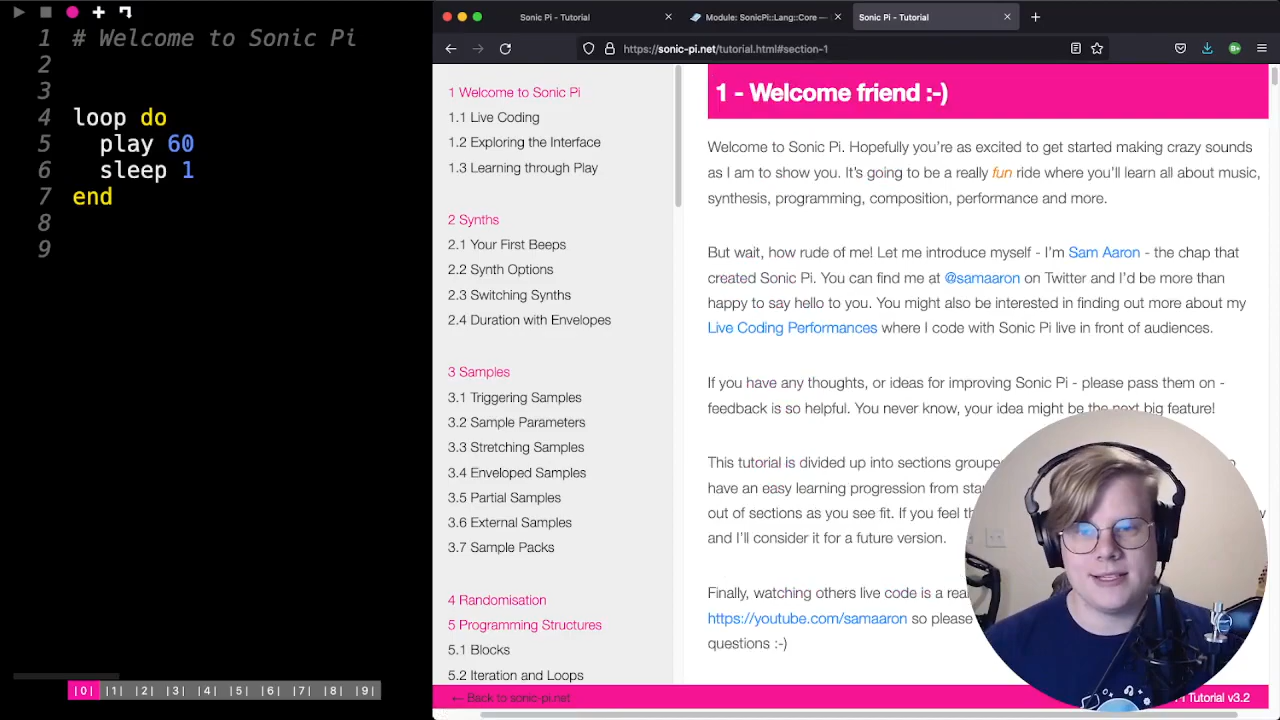 1 # Welcome to Sonic Pi
2
3
4 loop do
5 play 60
6 sleep 1
7 end
8
9
|0| |1| |2| |3| |4| |5| |6| |7| |8| |9|
Sonic Pi - Tutorial
Module: SonicPi::Lang::Core —
Sonic Pi - Tutorial
https://sonic-pi.net/tutorial.html#section-1
1 Welcome to Sonic Pi
1.1 Live Coding
1.2 Exploring the Interface
1.3 Learning through Play
2 Synths
2.1 Your First Beeps
2.2 Synth Options
2.3 Switching Synths
2.4 Duration with Envelopes
3 Samples
3.1 Triggering Samples
3.2 Sample Parameters
3.3 Stretching Samples
3.4 Enveloped Samples
3.5 Partial Samples
3.6 External Samples
3.7 Sample Packs
4 Randomisation
5 Programming Structures
5.1 Blocks
5.2 Iteration and Loops
← Back to sonic-pi.net
1 - Welcome friend :-)
Welcome to Sonic Pi. Hopefully you're as excited to get started making crazy sounds
as I am to show you. It's going to be a really fun ride where you'll learn all about music,
synthesis, programming, composition, performance and more.
But wait, how rude of me! Let me introduce myself - I'm Sam Aaron - the chap that
created Sonic Pi. You can find me at @samaaron on Twitter and I'd be more than
happy to say hello to you. You might also be interested in finding out more about my
Live Coding Performances where I code with Sonic Pi live in front of audiences.
If you have any thoughts, or ideas for improving Sonic Pi - please pass them on -
feedback is so helpful. You never know, your idea might be the next big feature!
This tutorial is divided up into sections
have an easy learning progression from
out of sections as you see fit. If you feel
and I'll consider it for a future version.
Finally, watching others live code is a
https://youtube.com/samaaron so please
questions :-)
Tutorial v3.2